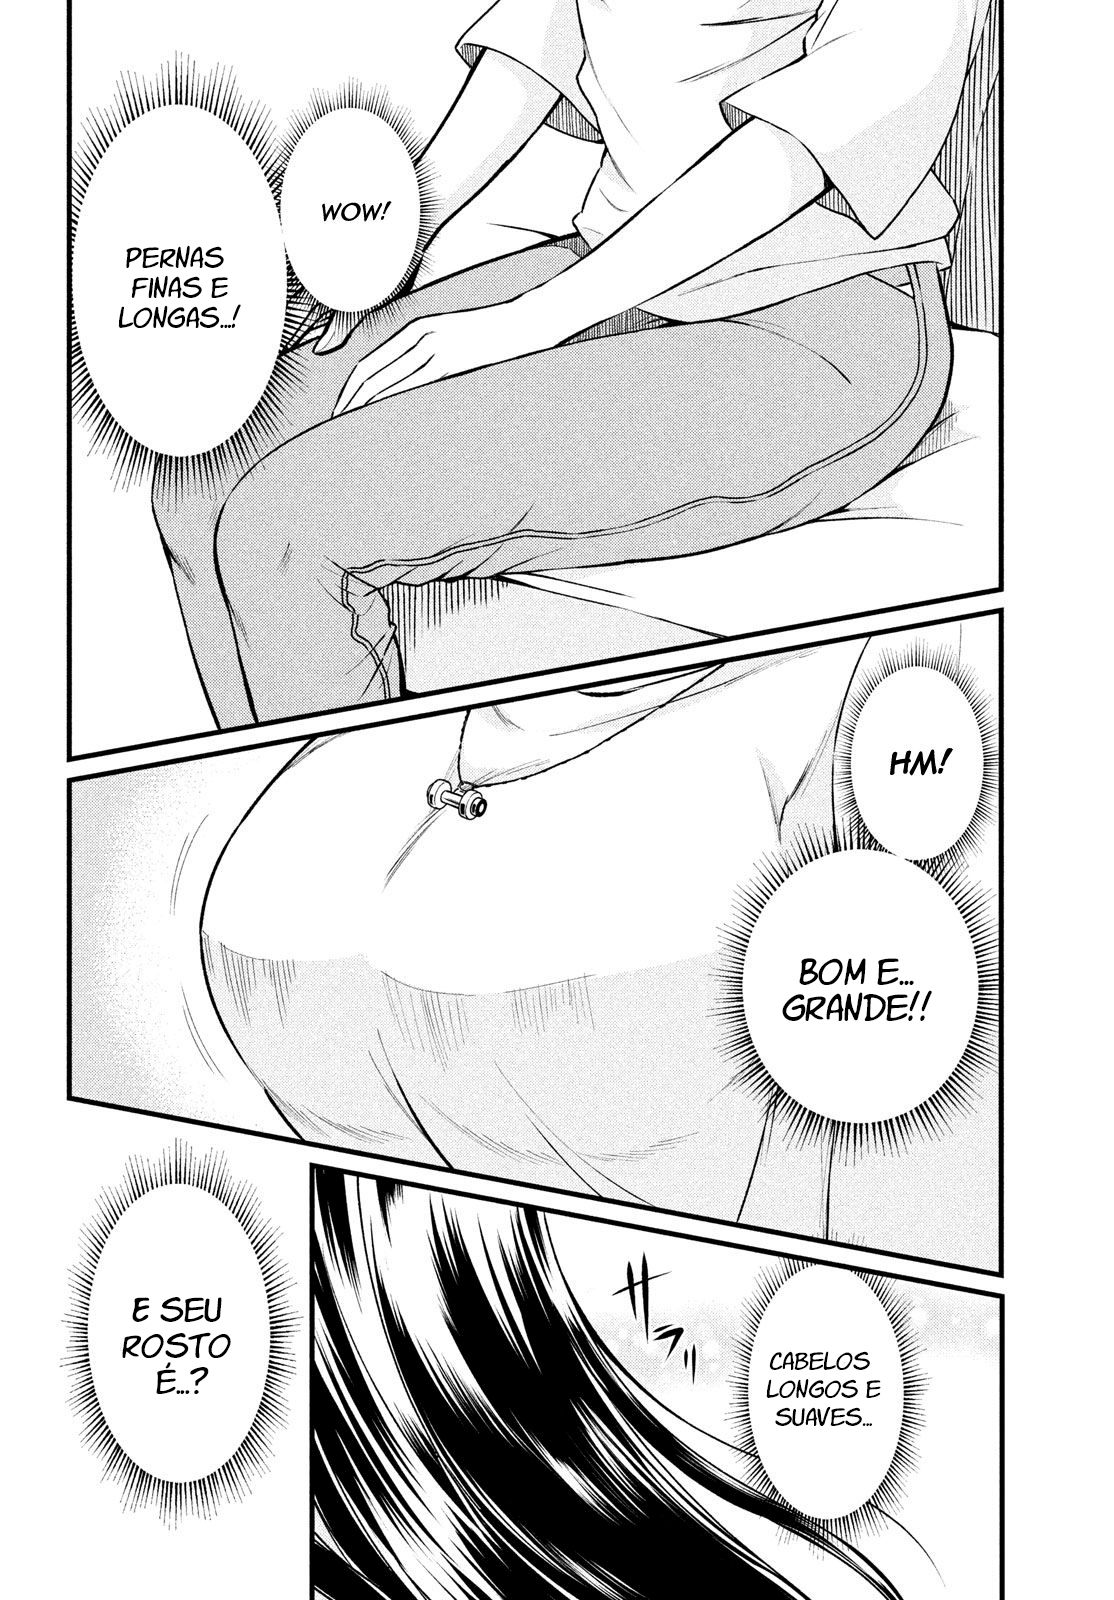 WOW!
PERNAS
FINAS E
LONGAS...!
HM!
BOM E...
GRANDE!!
CABELOS
LONGOS E
SUAVES...
E SEU
ROSTO
É...?